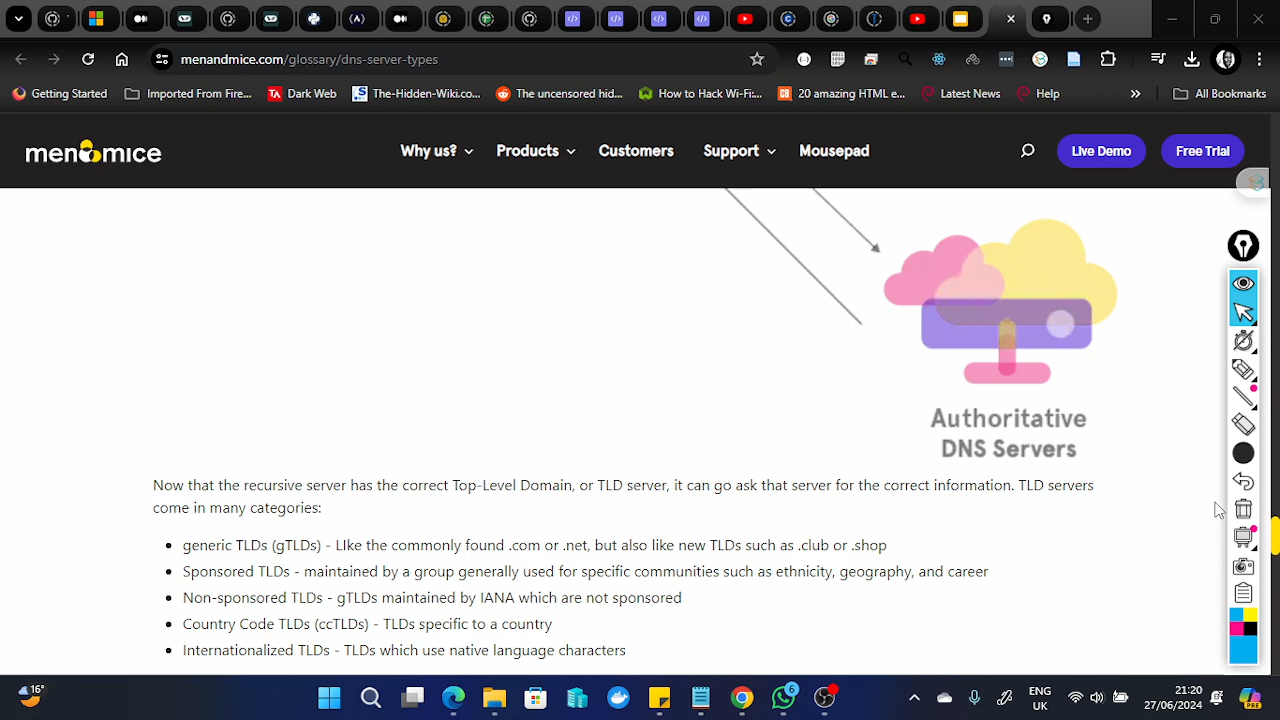 menandmice.com/glossary/dns-server-types
Getting Started
Imported From Fire...
Dark Web
The-Hidden-Wiki.co...
The uncensored hid...
How to Hack Wi-Fi:...
20 amazing HTML e...
Latest News
Help
All Bookmarks
men&mice
Why us?
Products
Customers
Support
Mousepad
Live Demo
Free Trial
Authoritative
DNS Servers
Now that the recursive server has the correct Top-Level Domain, or TLD server, it can go ask that server for the correct information. TLD servers
come in many categories:
generic TLDs (gTLDs) - LIke the commonly found .com or .net, but also like new TLDs such as .club or .shop
Sponsored TLDs - maintained by a group generally used for specific communities such as ethnicity, geography, and career
Non-sponsored TLDs - gTLDs maintained by IANA which are not sponsored
Country Code TLDs (ccTLDs) - TLDs specific to a country
Internationalized TLDs - TLDs which use native language characters
16°
6
ENG
UK
21:20
27/06/2024
PRE